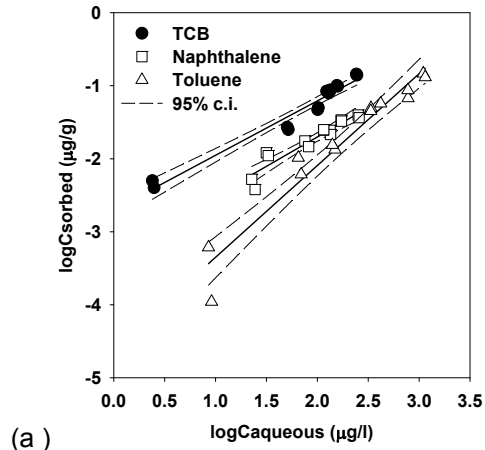 -0
TCB
Naphthalene
Toluene
95% c.i.
-1
-2
-3
-4
-5
0.0 0.5 1.0 1.5 2.0 2.5 3.0 3.5
logCsorbed (µg/g)
logCaqueous (µg/l)
(a )